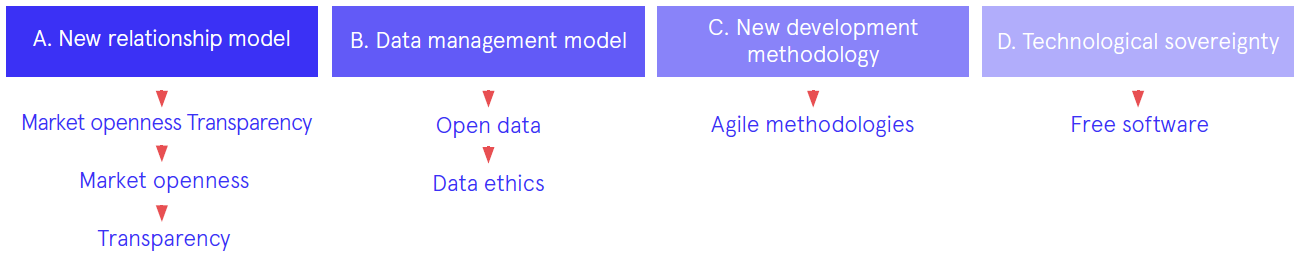 A. New relationship model
Market openness Transparency
Market openness
Transparency
B. Data management model
Open data
Data ethics
C. New development
methodology
Agile methodologies
D. Technological sovereignty
Free software